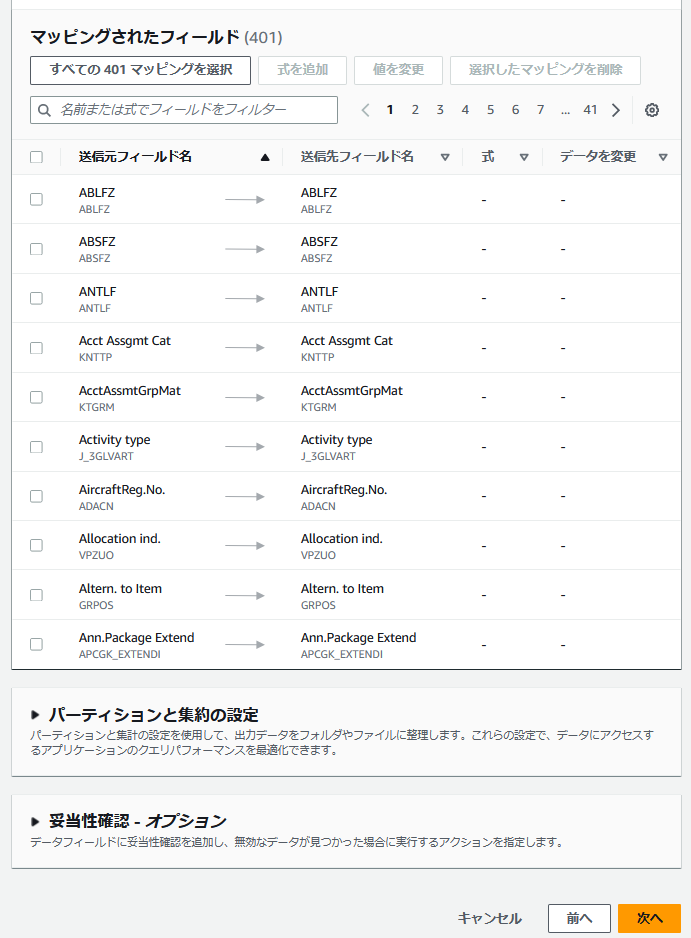 マッピングされたフィールド (401)
すべての 401 マッピングを選択 式を追加 値を変更 選択したマッピングを削除
名前または式でフィールドをフィルター 1 2 3 4 5 6 7 ... 41
送信元フィールド名 送信先フィールド名 式 データを変更
ABLFZ ABLFZ
ABLFZ ABLFZ
- -
ABSFZ ABSFZ
ABSFZ ABSFZ
- -
ANTLF ANTLF
ANTLF ANTLF
- -
Acct Assgmt Cat Acct Assgmt Cat
KNTTP KNTTP
- -
AcctAssmtGrpMat AcctAssmtGrpMat
KTGRM KTGRM
- -
Activity type Activity type
J_3GLVART J_3GLVART
- -
AircraftReg.No. AircraftReg.No.
ADACN ADACN
- -
Allocation ind. Allocation ind.
VPZUO VPZUO
- -
Altern. to Item Altern. to Item
GRPOS GRPOS
- -
Ann.Package Extend Ann.Package Extend
APCGK_EXTENDI APCGK_EXTENDI
- -
パーティションと集約の設定
パーティションと集計の設定を使用して、出力データをフォルダやファイルに整理します。これらの設定で、データにアクセスす
るアプリケーションのクエリパフォーマンスを最適化できます。
妥当性確認 - オプション
データフィールドに妥当性確認を追加し、無効なデータが見つかった場合に実行するアクションを指定します。
キャンセル 前へ 次へ